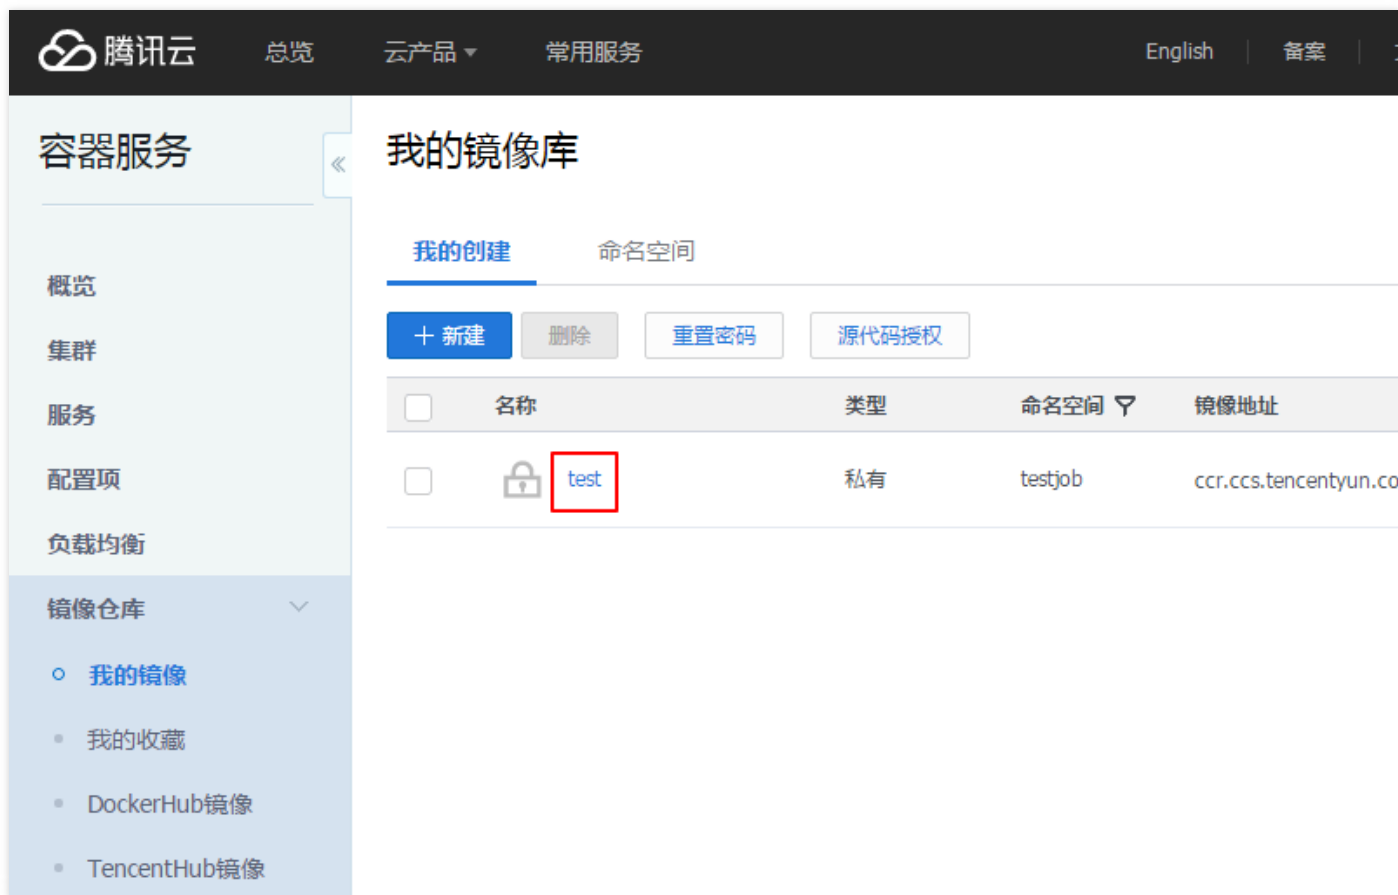 腾讯云 总览 云产品 常用服务 English 备案
容器服务
我的镜像库
我的创建 命名空间
概览
集群
服务
配置项
负载均衡
镜像仓库
我的镜像
我的收藏
DockerHub镜像
TencentHub镜像
新建 删除 重置密码 源代码授权
名称 类型 命名空间 镜像地址
test 私有 testjob ccr.ccs.tencentyun.co